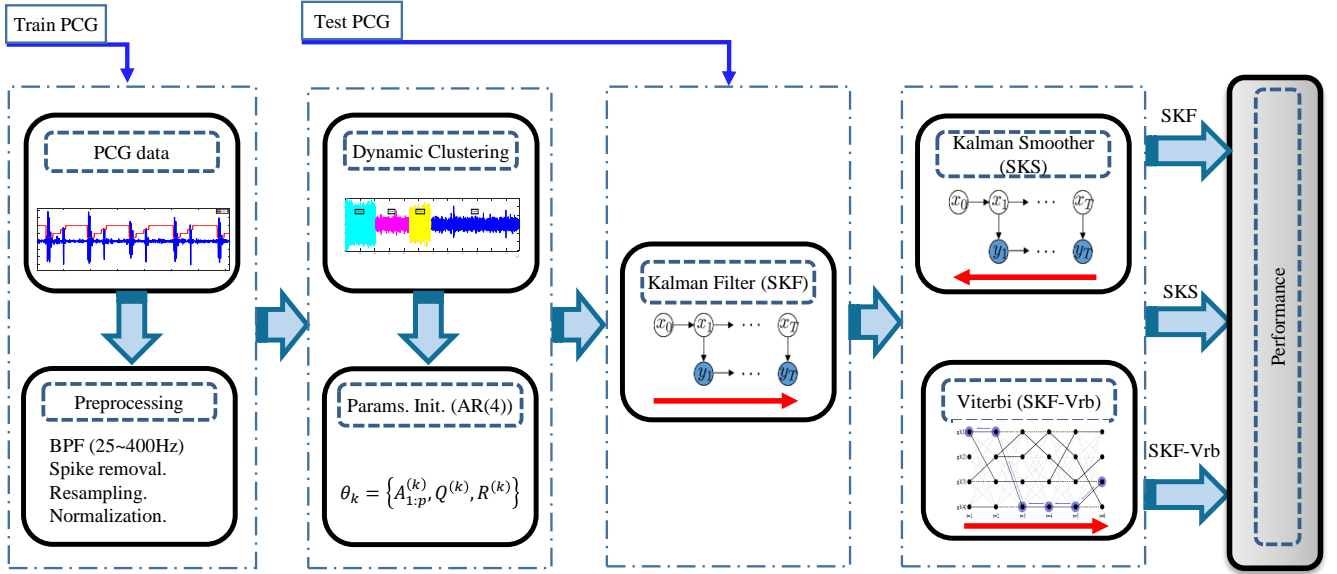 Train PCG
Test PCG
PCG data
Preprocessing
BPF (25~400Hz)
Spike removal.
Resampling.
Normalization.
Dynamic Clustering
Params. Init. (AR(4))
θ_k = {A_{1:p}^{(k)}, Q^{(k)}, R^{(k)}}
Kalman Filter (SKF)
x_0 x_1 ... x_T
y_1 ... y_T
Kalman Smoother
(SKS)
x_0 x_1 ... x_T
y_1 ... y_T
Viterbi (SKF-Vrb)
SKF
SKS
SKF-Vrb
Performance